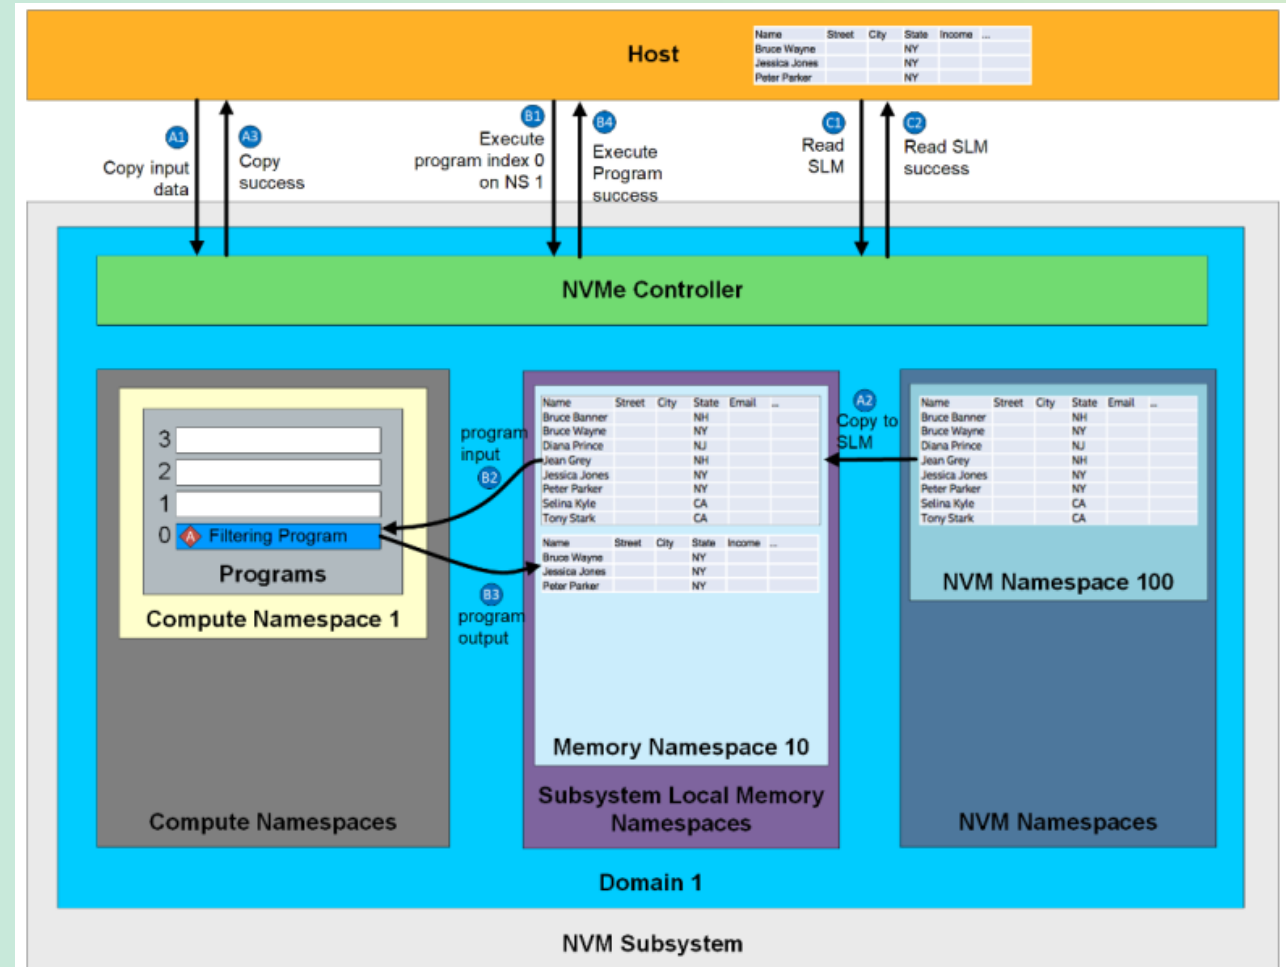 Host
Name Street City State Income ...
Bruce Wayne NY
Jessica Jones NY
Peter Parker NY
A1
Copy input
data
A3
Copy
success
B1
Execute
program index 0
on NS 1
B4
Execute
Program
success
C1
Read
SLM
C2
Read SLM
success
NVMe Controller
3
2
1
0 A Filtering Program
Programs
Compute Namespace 1
Compute Namespaces
program
input
B2
B3
program
output
Name Street City State Email ...
Bruce Banner NH
Bruce Wayne NY
Diana Prince NJ
Jean Grey NH
Jessica Jones NY
Peter Parker NY
Selina Kyle CA
Tony Stark CA
Name Street City State Income ...
Bruce Wayne NY
Jessica Jones NY
Peter Parker NY
Memory Namespace 10
Subsystem Local Memory
Namespaces
A2
Copy to
SLM
Name Street City State Email ...
Bruce Banner NH
Bruce Wayne NY
Diana Prince NJ
Jean Grey NH
Jessica Jones NY
Peter Parker NY
Selina Kyle CA
Tony Stark CA
NVM Namespace 100
NVM Namespaces
Domain 1
NVM Subsystem